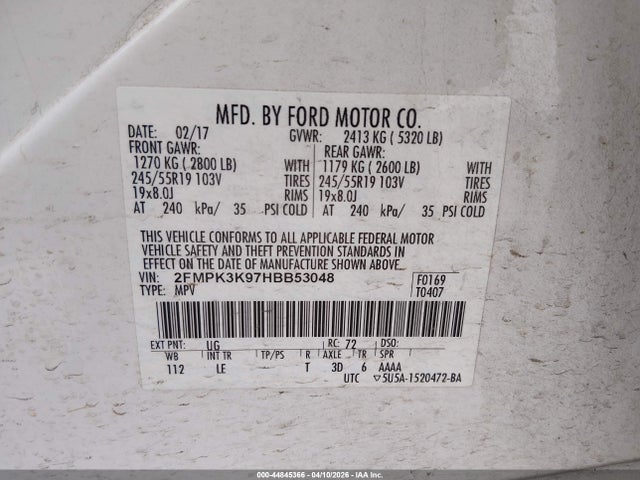 MFD. BY FORD MOTOR CO.
DATE: 02/17 GVWR: 2413 KG ( 5320 LB)
FRONT GAWR: REAR GAWR:
1270 KG ( 2800 LB) WITH 1179 KG ( 2600 LB) WITH
245/55R19 103V TIRES 245/55R19 103V TIRES
19x8.0J RIMS 19x8.0J RIMS
AT 240 kPa/ 35 PSI COLD AT 240 kPa/ 35 PSI COLD
THIS VEHICLE CONFORMS TO ALL APPLICABLE FEDERAL MOTOR
VEHICLE SAFETY AND THEFT PREVENTION STANDARDS IN
EFFECT ON THE DATE OF MANUFACTURE SHOWN ABOVE.
VIN: 2FMPK3K97HBB53048 F0169
TYPE: MPV T0407
EXT PNT: UG RC: 72 DSO:
WB INT TR TP/PS R AXLE TR SPR
112 LE T 3D 6 AAAA
UTC ▽5U5A-1520472-BA
000-44845366 - 04/10/2026 - IAA Inc.